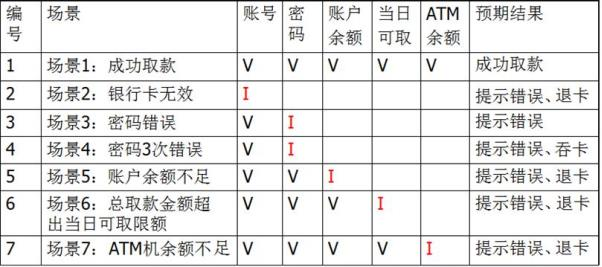 编号 场景 账号 密码 账户余额 当日可取 ATM余额 预期结果
1 场景1：成功取款 V V V V V 成功取款
2 场景2：银行卡无效 I 提示错误、退卡
3 场景3：密码错误 V I 提示错误
4 场景4：密码3次错误 V I 提示错误、吞卡
5 场景5：账户余额不足 V V I 提示错误、退卡
6 场景6：总取款金额超出当日可取限额 V V V I 提示错误、退卡
7 场景7：ATM机余额不足 V V V V I 提示错误、退卡